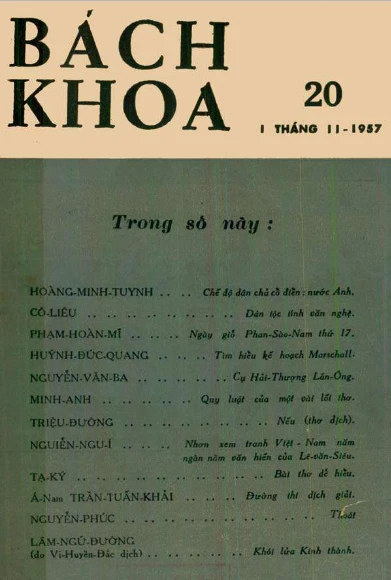 BÁCH
KHOA
20
1 THÁNG 11-1957
Trong số này :
HOÀNG-MINH-TUYNH . . . . Chế độ dân chủ cổ điển : nước Anh.
CÔ-LIÊU . . . . . . . . . . Dân tộc tính văn nghệ.
PHẠM-HOÀN-MĨ . . . . . Ngày giỗ Phan-Sào-Nam thứ 17.
HUỲNH-ĐỨC-QUANG . . . . Tìm hiểu kế hoạch Marschall.
NGUYỄN-VĂN-BA . . . . . . . Cụ Hải-Thượng Lãn-Ông.
MINH-ANH . . . . . . Quy luật của một vài lối thơ.
TRIỆU-ĐƯỜNG . . . . . . . . Nếu (thơ dịch).
NGUIỄN-NGU-Í . . . Nhơn xem tranh Việt-Nam năm
ngàn năm văn hiến của Lê-văn-Siêu.
TẠ-KÝ . . . . . . . . . . Bài thơ dễ hiểu.
Á-Nam TRẦN-TUẤN-KHẢI . . . . Đường thi dịch giải.
NGUYỄN-PHÚC . . . . . . . . . . . Thoát
LÂM-NGỮ-ĐƯỜNG
(do Vi-Huyền-Đắc dịch) . . . . . . . . Khói lửa Kinh thành.